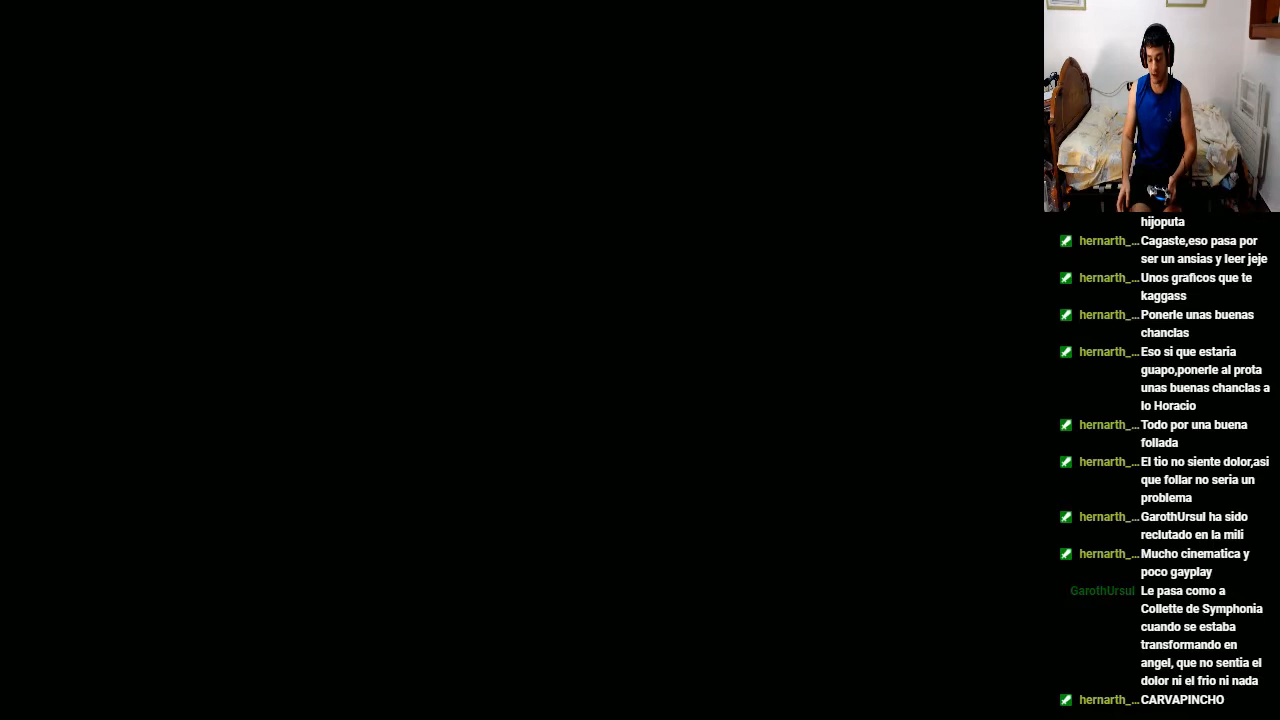 hijoputa
hernarth_... Cagaste,eso pasa por
ser un ansias y leer jeje
hernarth_... Unos graficos que te
kaggass
hernarth_... Ponerle unas buenas
chanclas
hernarth_... Eso si que estaria
guapo,ponerle al prota
unas buenas chanclas a
lo Horacio
hernarth_... Todo por una buena
follada
hernarth_... El tio no siente dolor,asi
que follar no seria un
problema
hernarth_... GarothUrsul ha sido
reclutado en la mili
hernarth_... Mucho cinematica y
poco gayplay
GarothUrsul Le pasa como a
Collette de Symphonia
cuando se estaba
transformando en
angel, que no sentia el
dolor ni el frio ni nada
hernarth_... CARVAPINCHO